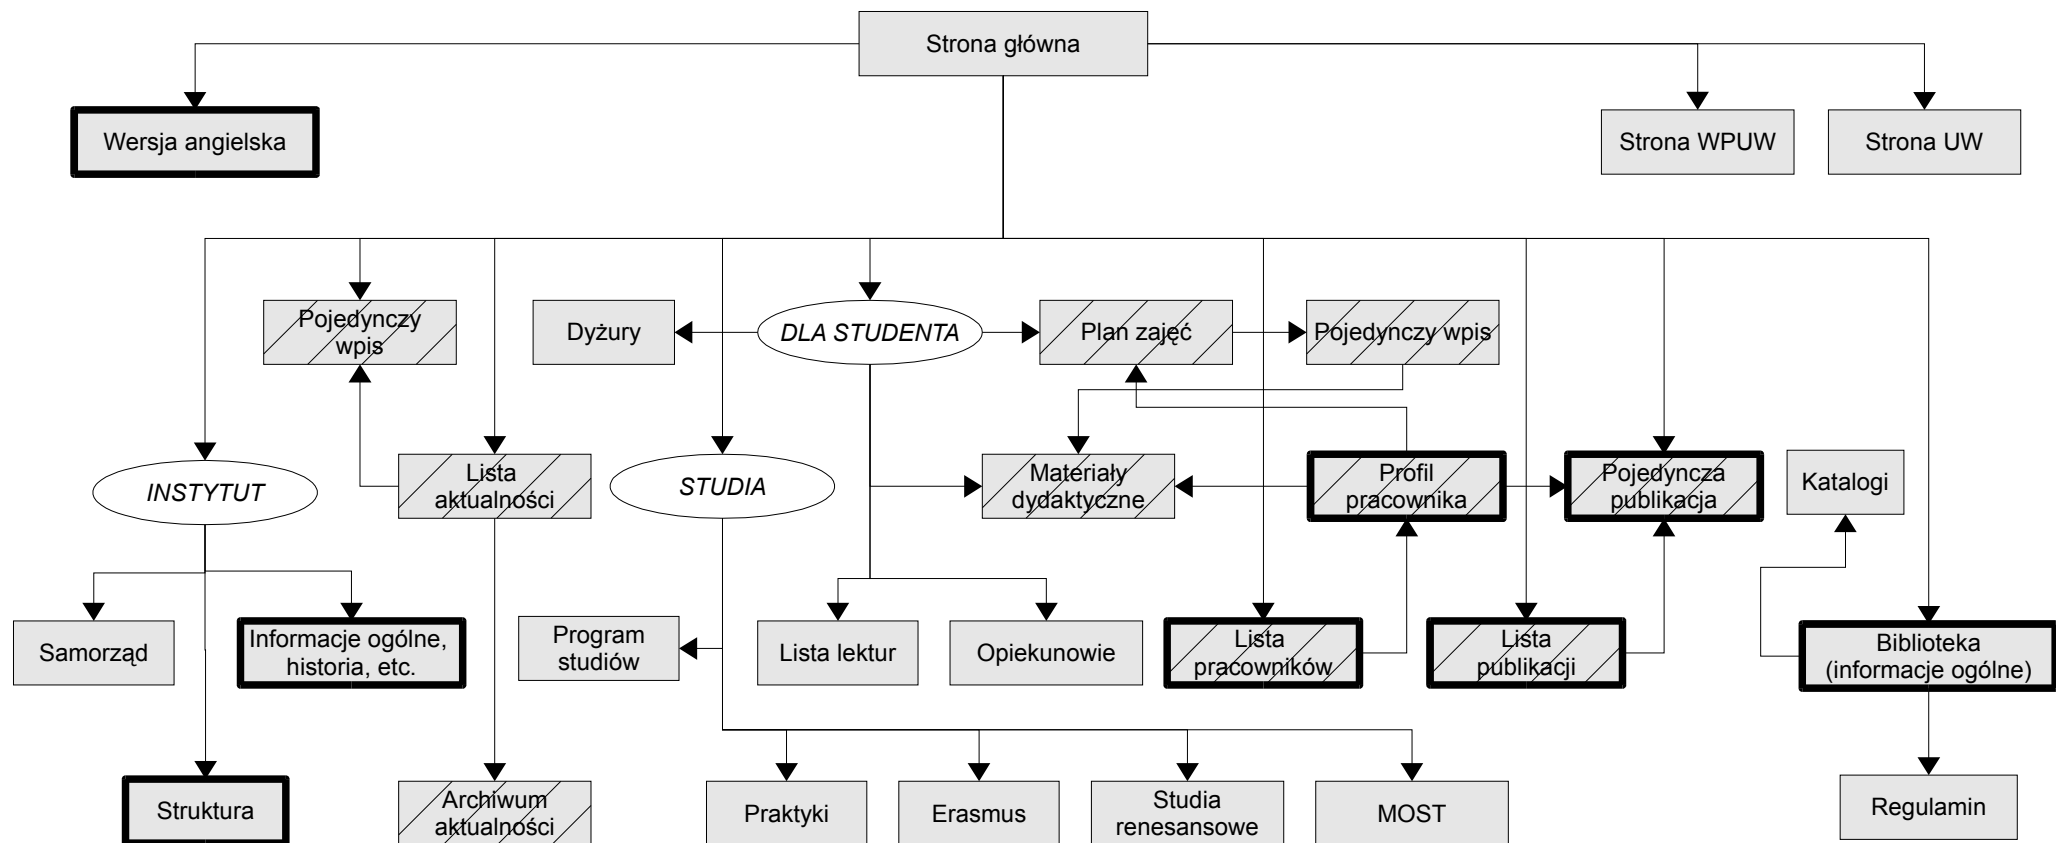 Strona główna
Wersja angielska
Strona WPUW
Strona UW
Pojedynczy
wpis
Dyżury
DLA STUDENTA
Plan zajęć
Pojedynczy wpis
INSTYTUT
Lista
aktualności
STUDIA
Materiały
dydaktyczne
Profil
pracownika
Pojedyncza
publikacja
Katalogi
Samorząd
Informacje ogólne,
historia, etc.
Program
studiów
Lista lektur
Opiekunowie
Lista
pracowników
Lista
publikacji
Biblioteka
(informacje ogólne)
Struktura
Archiwum
aktualności
Praktyki
Erasmus
Studia
renesansowe
MOST
Regulamin